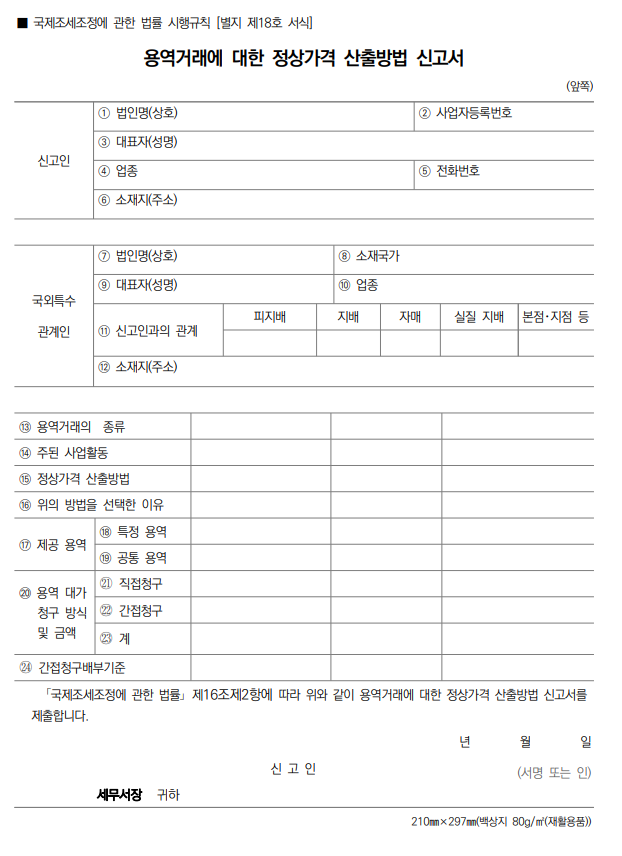 ■ 국제조세조정에 관한 법률 시행규칙 [별지 제18호 서식]
용역거래에 대한 정상가격 산출방법 신고서
(앞쪽)
신고인
① 법인명(상호)
② 사업자등록번호
③ 대표자(성명)
④ 업종
⑤ 전화번호
⑥ 소재지(주소)
국외특수
관계인
⑦ 법인명(상호)
⑧ 소재국가
⑨ 대표자(성명)
⑩ 업종
⑪ 신고인과의 관계
피지배
지배
자매
실질 지배
본점·지점 등
⑫ 소재지(주소)
⑬ 용역거래의 종류
⑭ 주된 사업활동
⑮ 정상가격 산출방법
⑯ 위의 방법을 선택한 이유
⑰ 제공 용역
⑱ 특정 용역
⑲ 공통 용역
⑳ 용역 대가
청구 방식
및 금액
㉑ 직접청구
㉒ 간접청구
㉓ 계
㉔ 간접청구배부기준
「국제조세조정에 관한 법률」제16조제2항에 따라 위와 같이 용역거래에 대한 정상가격 산출방법 신고서를
제출합니다.
년 월 일
신 고 인
(서명 또는 인)
세무서장 귀하
210㎜×297㎜(백상지 80g/㎡(재활용품))